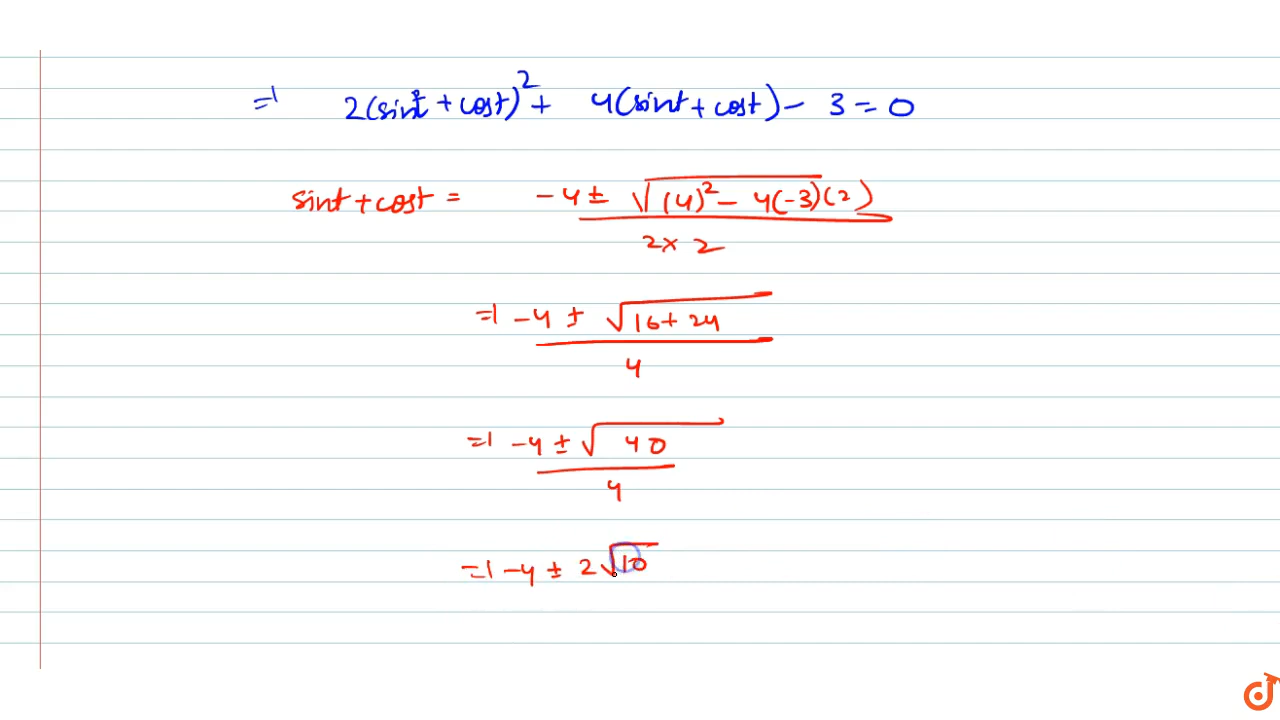 ⇒ 2(sint + cost)² + 4(sint + cost) - 3 = 0
sint + cost = -4 ± √(4)² - 4(-3)(2)
2 × 2
⇒ -4 ± √16 + 24
4
⇒ -4 ± √40
4
⇒ -4 ± 2√10